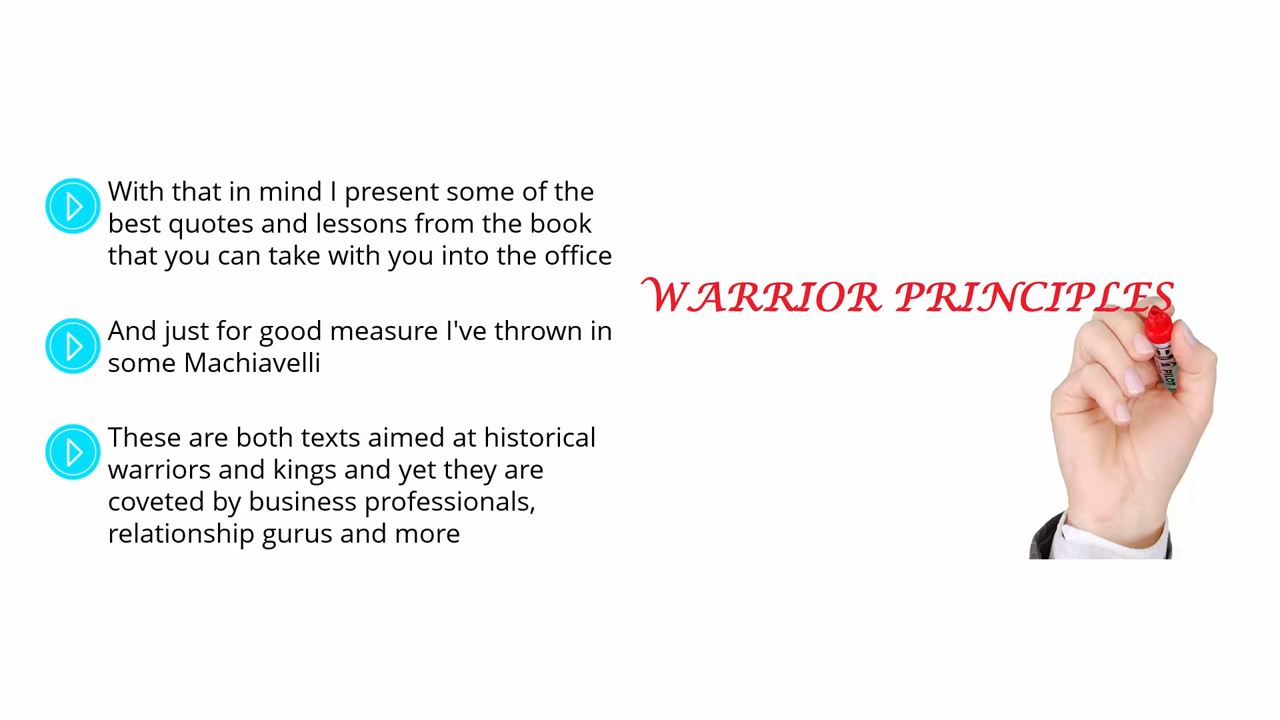 With that in mind I present some of the
best quotes and lessons from the book
that you can take with you into the office
And just for good measure I've thrown in
some Machiavelli
These are both texts aimed at historical
warriors and kings and yet they are
coveted by business professionals,
relationship gurus and more
WARRIOR PRINCIPLES
PILOT